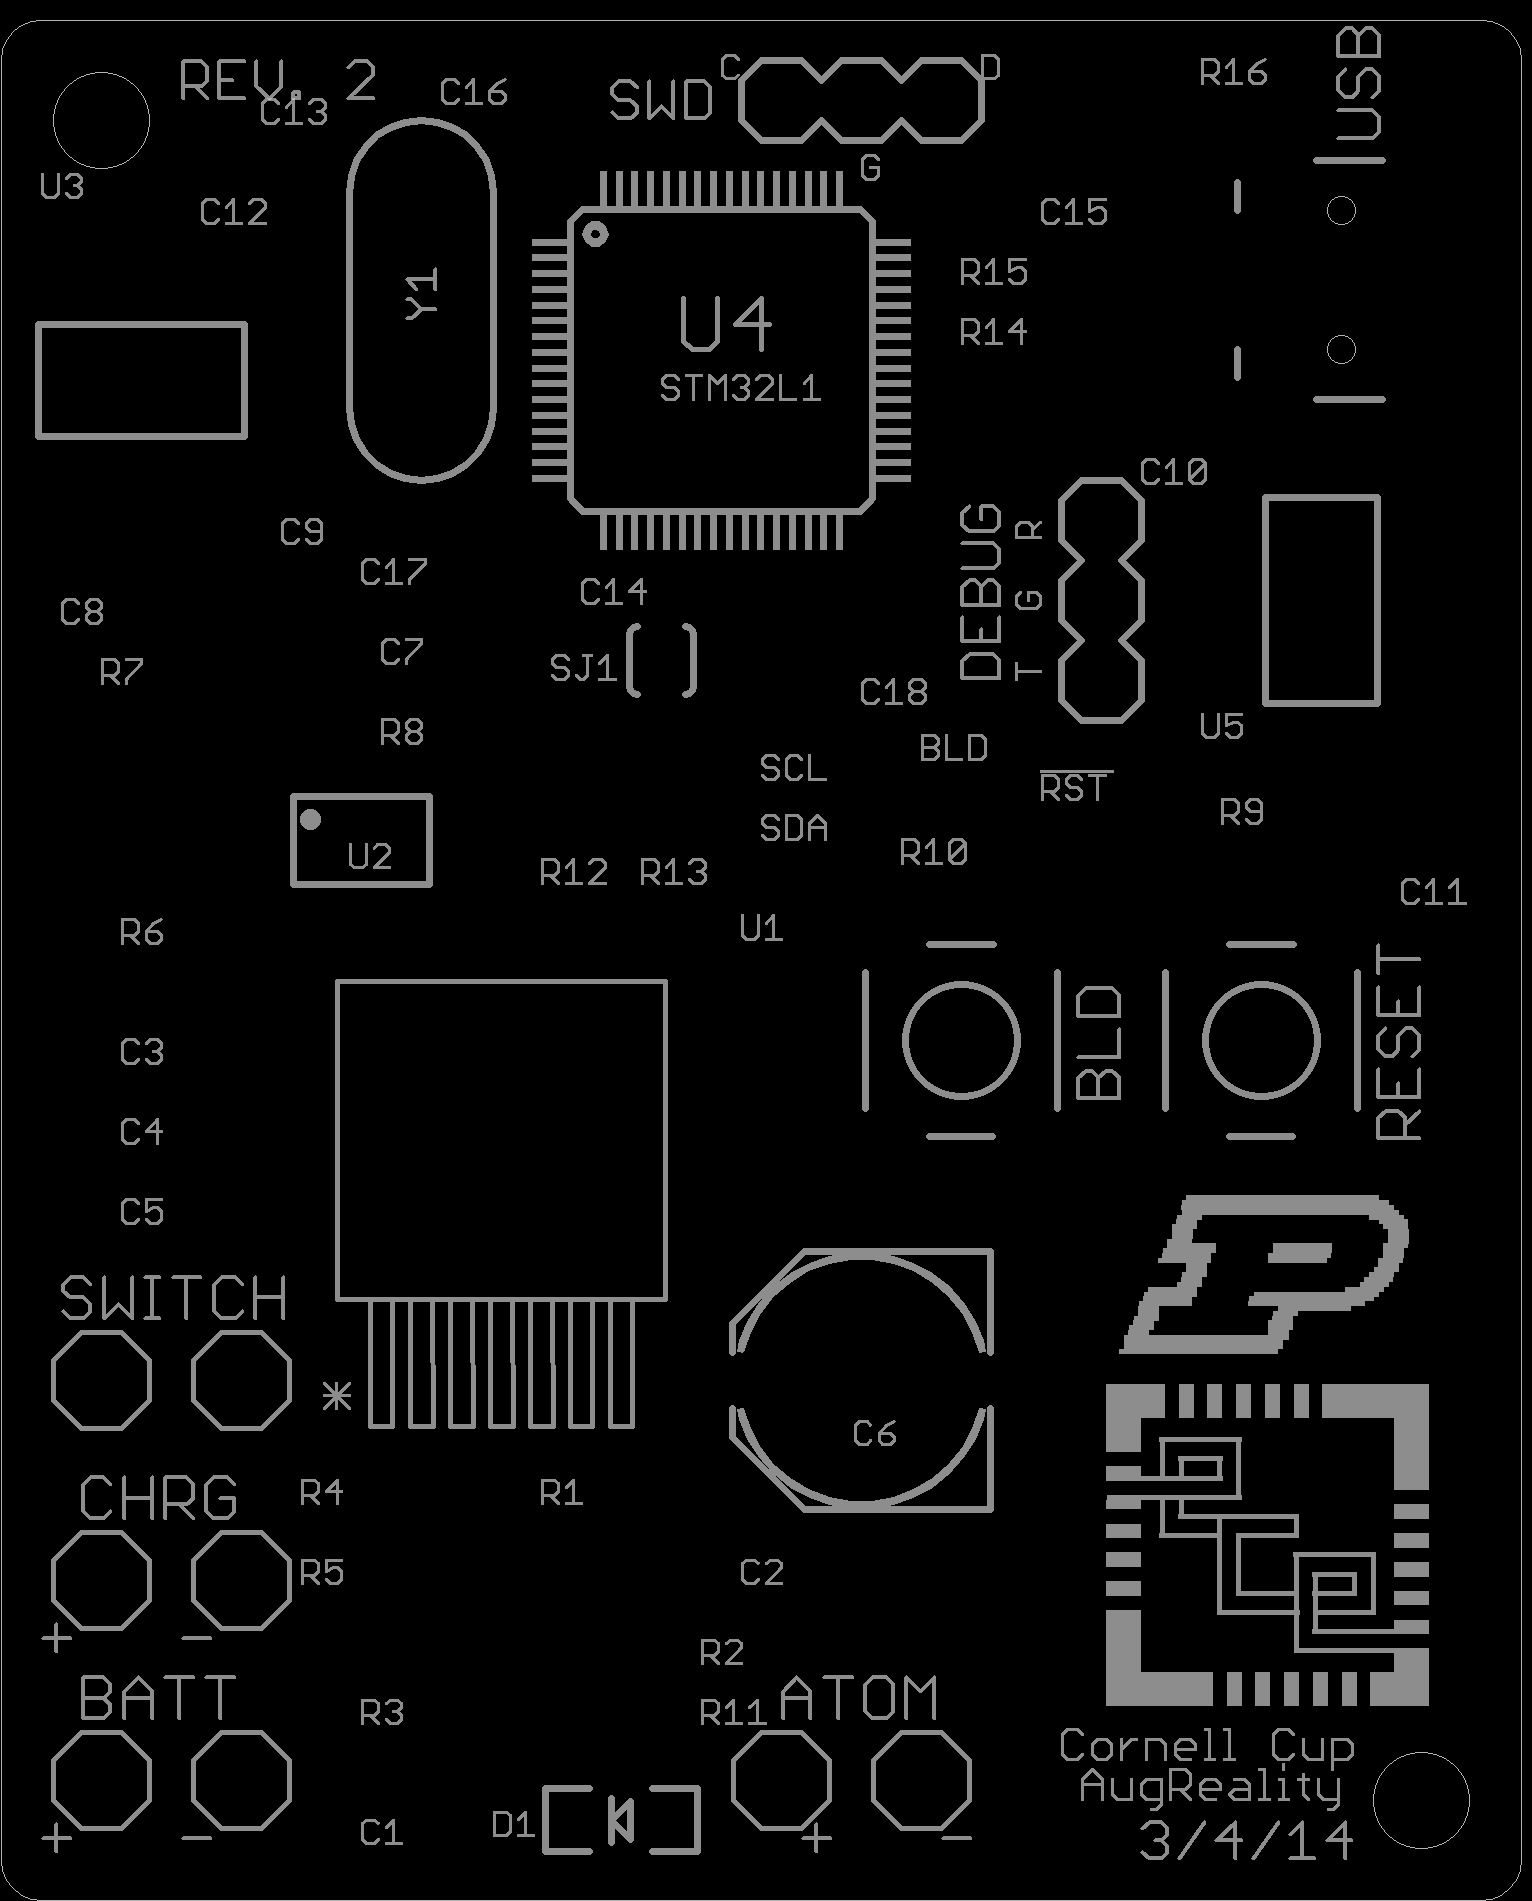 USB
REV. 2
C16
SWD
C
D
R16
C13
G
U3
C12
C15
R15
Y1
U4
R14
STM32L1
C10
C9
DEBUG
R
G
T
C17
C14
C8
C7
R7
SJ1
C18
U5
R8
BLD
SCL
RST
R9
SDA
R10
U2
R12
R13
C11
R6
U1
C3
BLD
RESET
C4
C5
P
SWITCH
*
C6
CHRG
R4
R1
R5
C2
+ -
R2
BATT
R3
R11
ATOM
Cornell Cup
AugReality
3/4/14
D1
C1
+ -
+ -